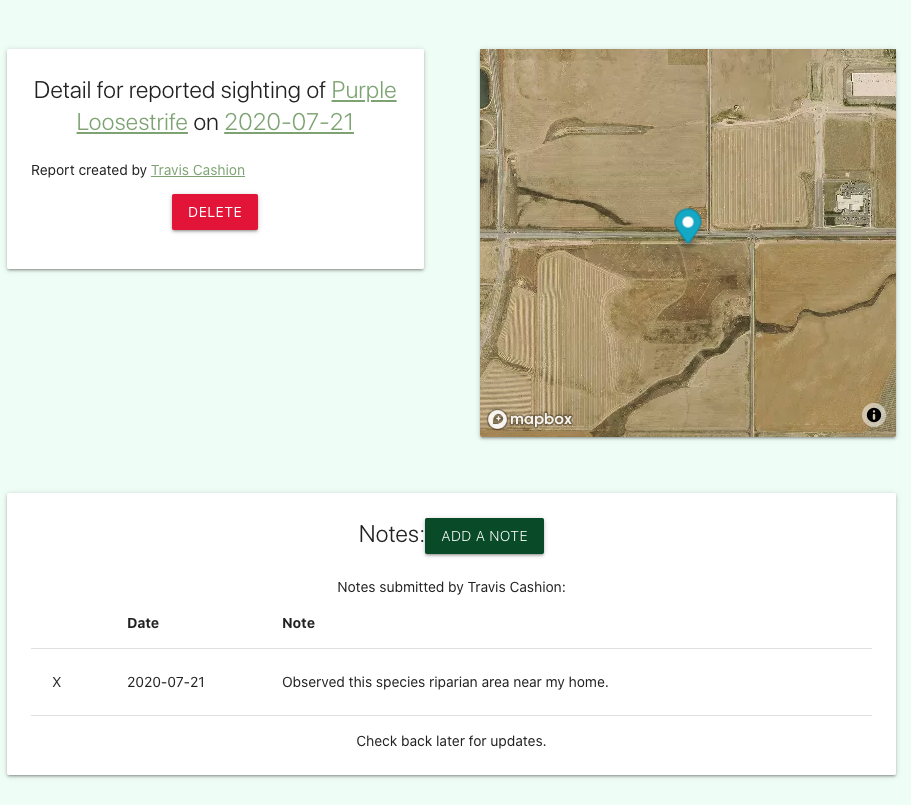 Detail for reported sighting of Purple
Loosestrife on 2020-07-21
Report created by Travis Cashion
DELETE
mapbox
Notes: ADD A NOTE
Notes submitted by Travis Cashion:
Date Note
X 2020-07-21 Observed this species riparian area near my home.
Check back later for updates.